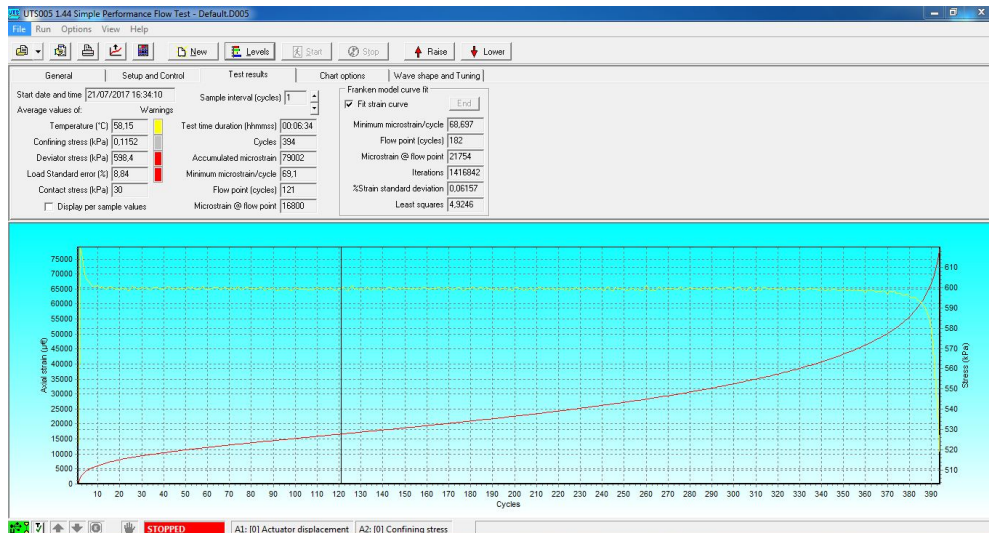 UTS005 1.44 Simple Performance Flow Test - Default.D005
File Run Options View Help
New Levels Start Stop Raise Lower
General Setup and Control Test results Chart options Wave shape and Tuning
Start date and time 21/07/2017 16:34:10
Average values of: Warnings
Temperature (°C) 58,15
Confining stress (kPa) 0,1152
Deviator stress (kPa) 598,4
Load Standard error (%) 8,84
Contact stress (kPa) 30
Display per sample values
Sample interval (cycles) 1
Test time duration (hhmmss) 00:06:34
Cycles 394
Accumulated microstrain 79002
Minimum microstrain/cycle 69,1
Flow point (cycles) 121
Microstrain @ flow point 16800
Franken model curve fit
Fit strain curve End
Minimum microstrain/cycle 68,697
Flow point (cycles) 182
Microstrain @ flow point 21754
Iterations 1416842
%Strain standard deviation 0,06157
Least squares 4,9246
Axial strain (µε)
75000
70000
65000
60000
55000
50000
45000
40000
35000
30000
25000
20000
15000
10000
5000
0
10 20 30 40 50 60 70 80 90 100 110 120 130 140 150 160 170 180 190 200 210 220 230 240 250 260 270 280 290 300 310 320 330 340 350 360 370 380 390
Cycles
610
600
590
580
570
560
550
540
530
520
510
Stress (kPa)
STOPPED A1: [0] Actuator displacement A2: [0] Confining stress